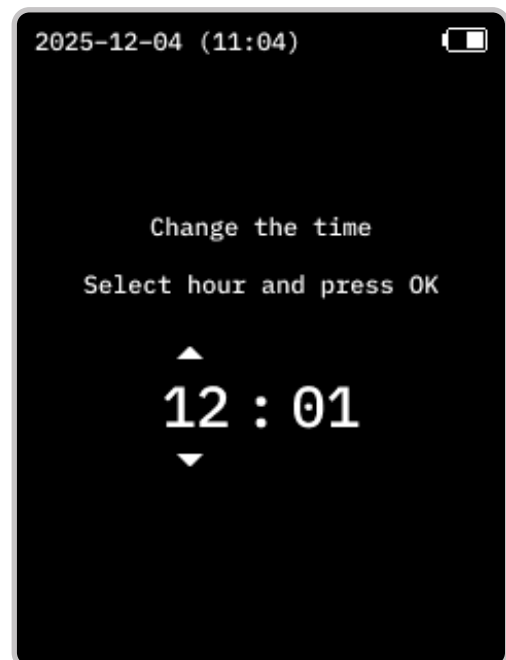 2025-12-04 (11:04)
Change the time
Select hour and press OK
12 : 01